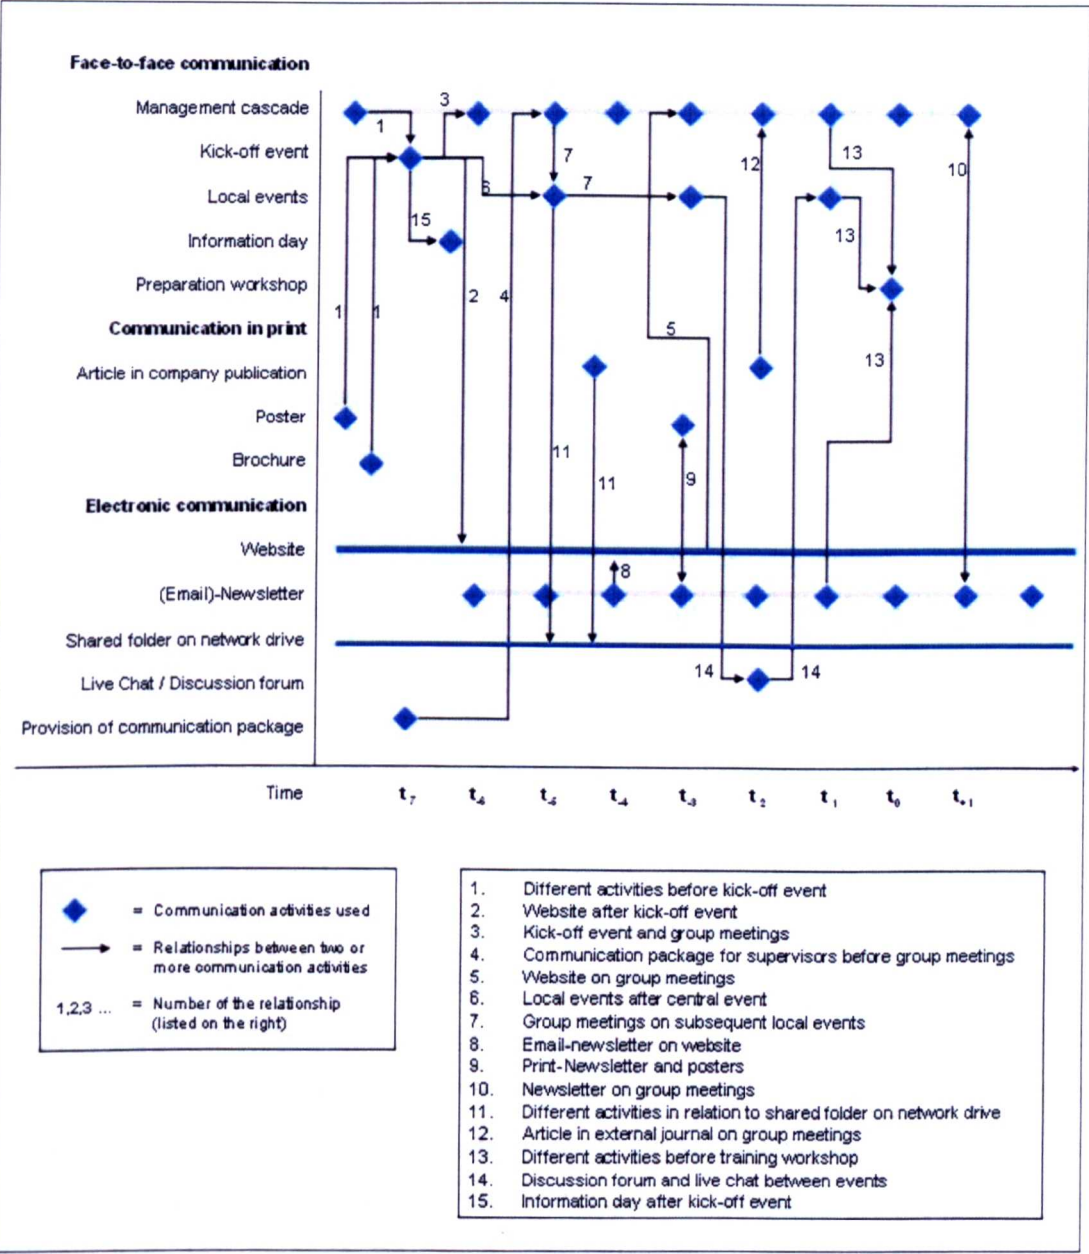 Face-to-face communication
Management cascade
Kick-off event
Local events
Information day
Preparation workshop
Communication in print
Article in company publication
Poster
Brochure
Electronic communication
Website
(Email)-Newsletter
Shared folder on network drive
Live Chat / Discussion forum
Provision of communication package
1
3
7
12
13
10
6
7
15
13
1
1
2
4
5
13
11
11
9
8
14
14
Time t-7 t-6 t-5 t-4 t-3 t-2 t-1 t0 t+1
= Communication activities used
= Relationships between two or
more communication activities
1,2,3 ... = Number of the relationship
(listed on the right)
1. Different activities before kick-off event
2. Website after kick-off event
3. Kick-off event and group meetings
4. Communication package for supervisors before group meetings
5. Website on group meetings
6. Local events after central event
7. Group meetings on subsequent local events
8. Email-newsletter on website
9. Print-Newsletter and posters
10. Newsletter on group meetings
11. Different activities in relation to shared folder on network drive
12. Article in external journal on group meetings
13. Different activities before training workshop
14. Discussion forum and live chat between events
15. Information day after kick-off event